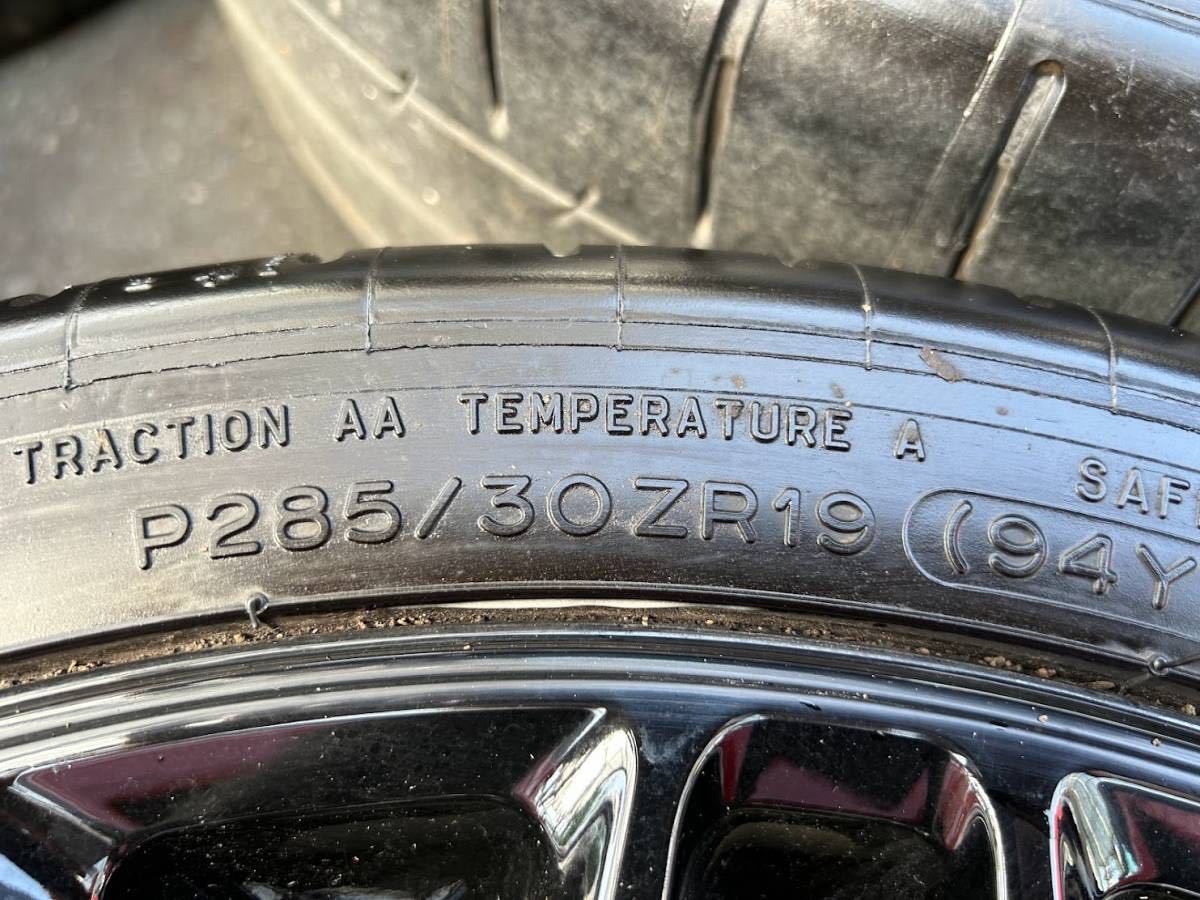 TRACTION AA TEMPERATURE A
P285/30ZR19 (94Y